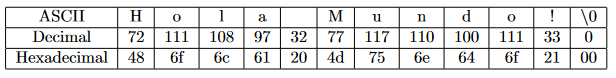 ASCII H o l a M u n d o ! \0
Decimal 72 111 108 97 32 77 117 110 100 111 33 0
Hexadecimal 48 6f 6c 61 20 4d 75 6e 64 6f 21 00